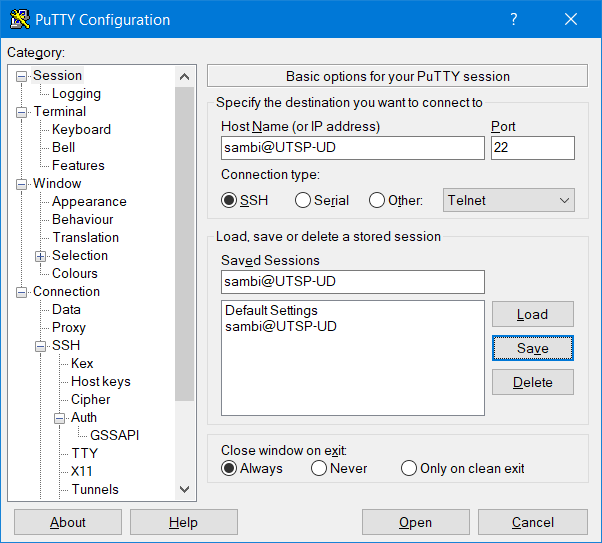 PuTTY Configuration
?
Category:
Session
Logging
Terminal
Keyboard
Bell
Features
Window
Appearance
Behaviour
Translation
Selection
Colours
Connection
Data
Proxy
SSH
Kex
Host keys
Cipher
Auth
GSSAPI
TTY
X11
Tunnels
Basic options for your PuTTY session
Specify the destination you want to connect to
Host Name (or IP address) Port
sambi@UTSP-UD 22
Connection type:
SSH Serial Other: Telnet
Load, save or delete a stored session
Saved Sessions
sambi@UTSP-UD
Default Settings
sambi@UTSP-UD
Load
Save
Delete
Close window on exit:
Always Never Only on clean exit
About Help Open Cancel